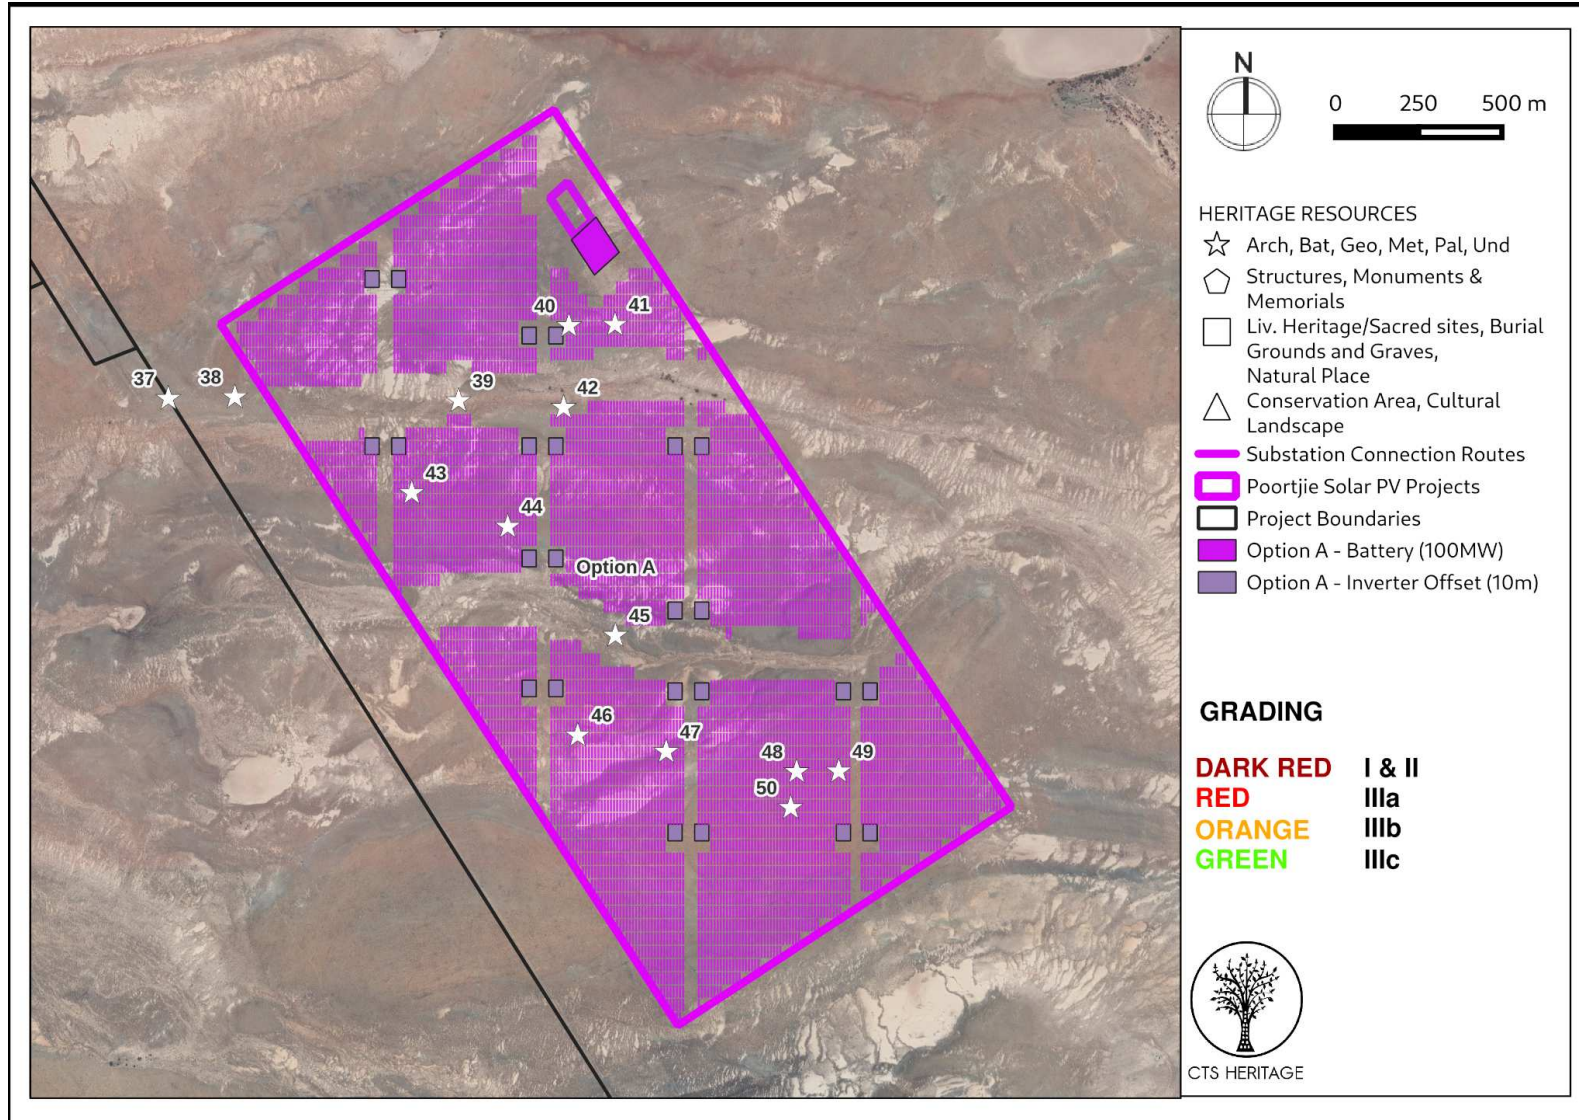 N
0 250 500 m
HERITAGE RESOURCES
Arch, Bat, Geo, Met, Pal, Und
Structures, Monuments &
Memorials
Liv. Heritage/Sacred sites, Burial
Grounds and Graves,
Natural Place
Conservation Area, Cultural
Landscape
Substation Connection Routes
Poortjie Solar PV Projects
Project Boundaries
Option A - Battery (100MW)
Option A - Inverter Offset (10m)
GRADING
DARK RED I & II
RED IIIa
ORANGE IIIb
GREEN IIIc
CTS HERITAGE
40 41
37 38 39 42
43
44
Option A
45
46
47
48 49
50